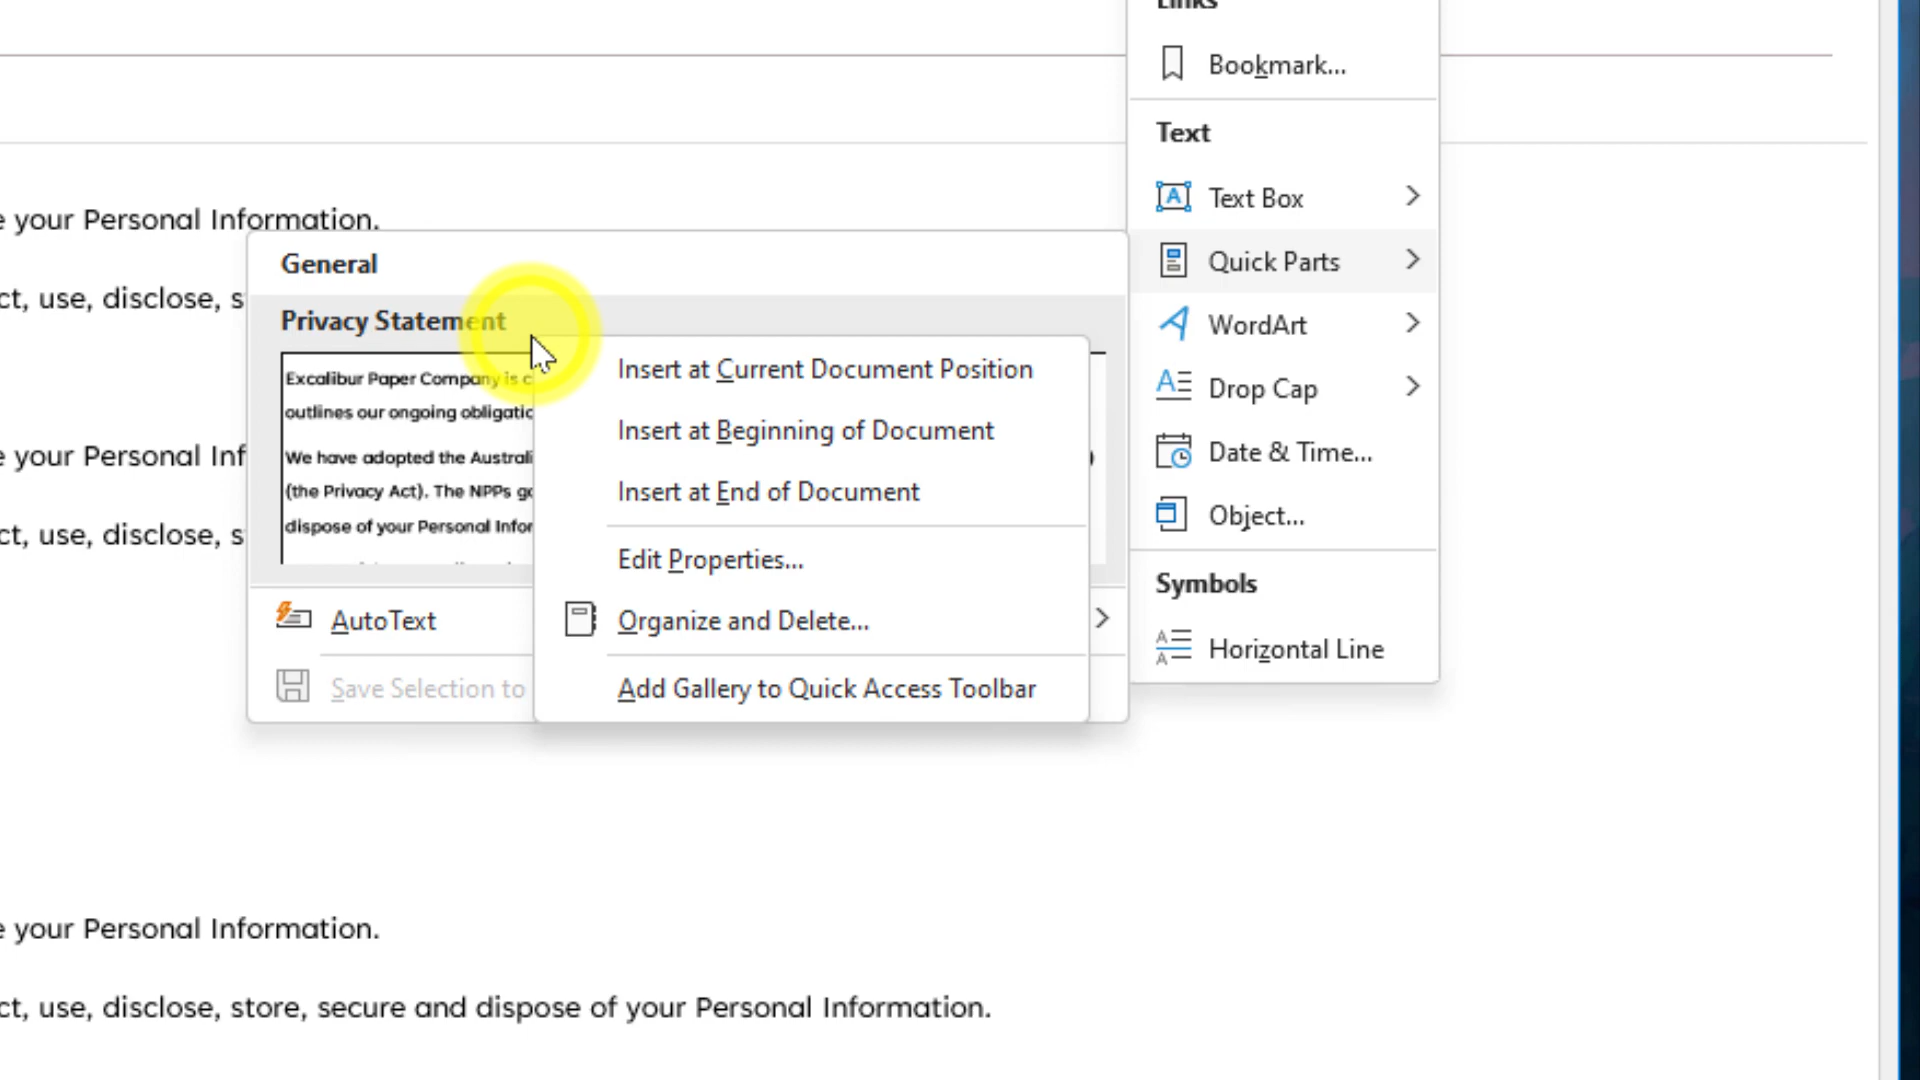 Links
Bookmark...
Text
Text Box
Quick Parts
WordArt
Drop Cap
Date & Time...
Object...
Symbols
Horizontal Line
e your Personal Information.
ct, use, disclose, s
e your Personal Inf
ct, use, disclose, s
General
Privacy Statement
Excalibur Paper Company is c
outlines our ongoing obligatio
We have adopted the Australi
)
(the Privacy Act). The NPPs go
dispose of your Personal Infor
AutoText
Save Selection to
Insert at Current Document Position
Insert at Beginning of Document
Insert at End of Document
Edit Properties...
Organize and Delete...
Add Gallery to Quick Access Toolbar
e your Personal Information.
ct, use, disclose, store, secure and dispose of your Personal Information.